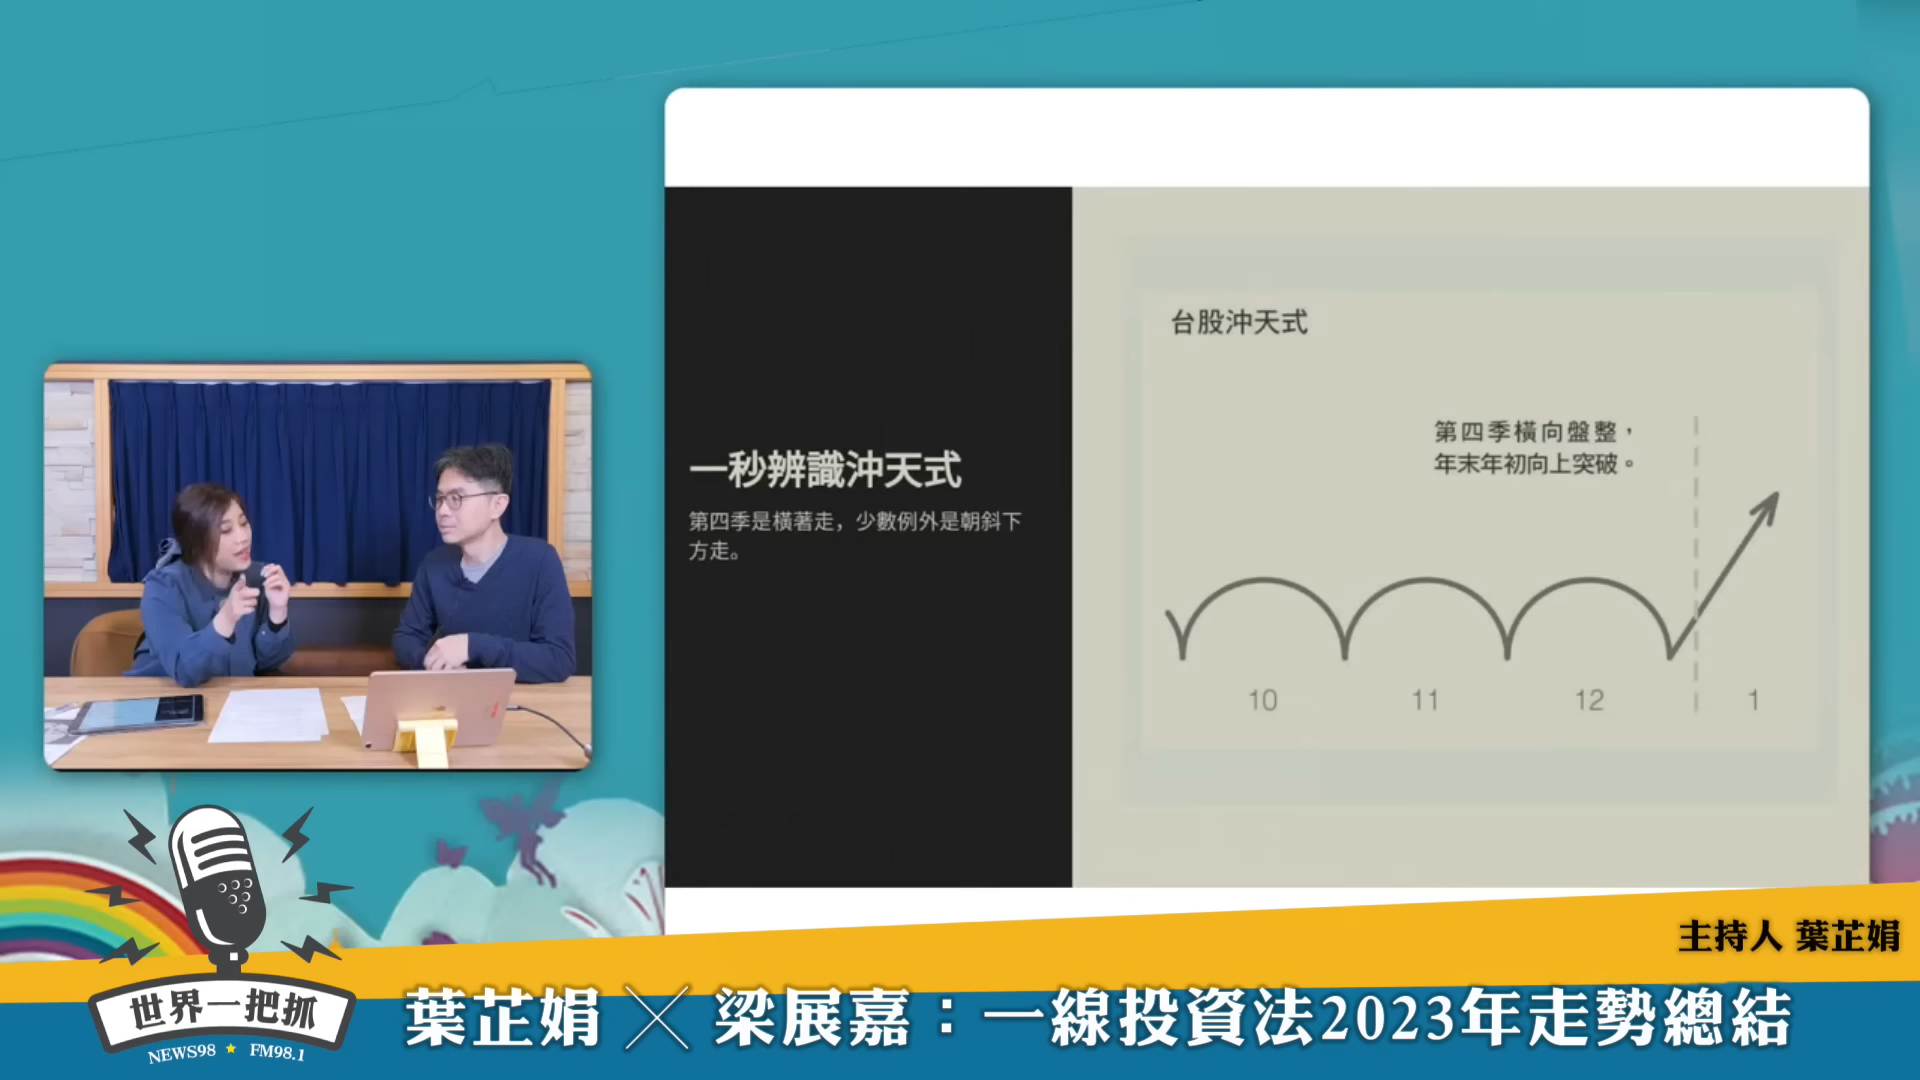 台股沖天式
第四季橫向盤整，
年末年初向上突破。
一秒辨識沖天式
第四季是橫著走，少數例外是朝斜下
方走。
10 11 12 1
主持人 葉芷娟
葉芷娟╳梁展嘉：一線投資法2023年走勢總結
世界一把抓
NEWS98 ★ FM98.1